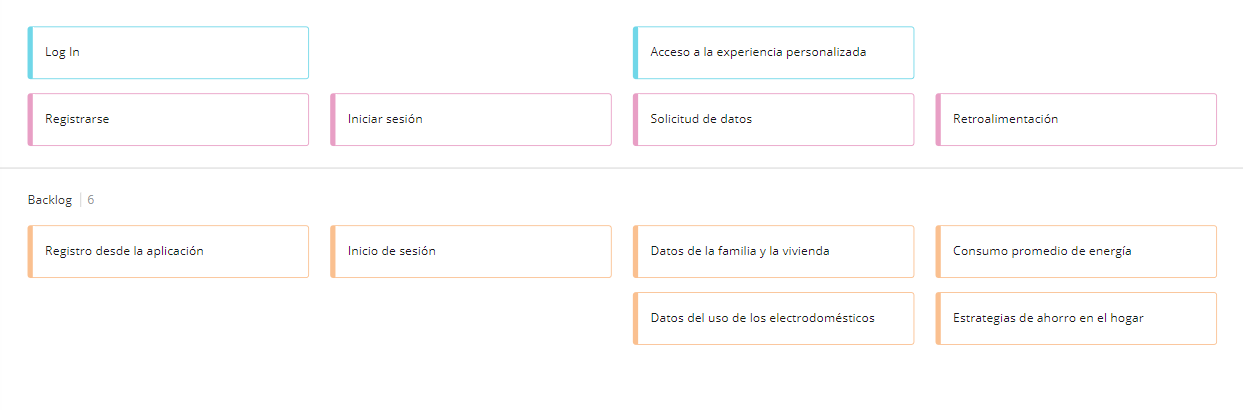 Log In
Acceso a la experiencia personalizada
Registrarse
Iniciar sesión
Solicitud de datos
Retroalimentación
Backlog 6
Registro desde la aplicación
Inicio de sesión
Datos de la familia y la vivienda
Consumo promedio de energía
Datos del uso de los electrodomésticos
Estrategias de ahorro en el hogar